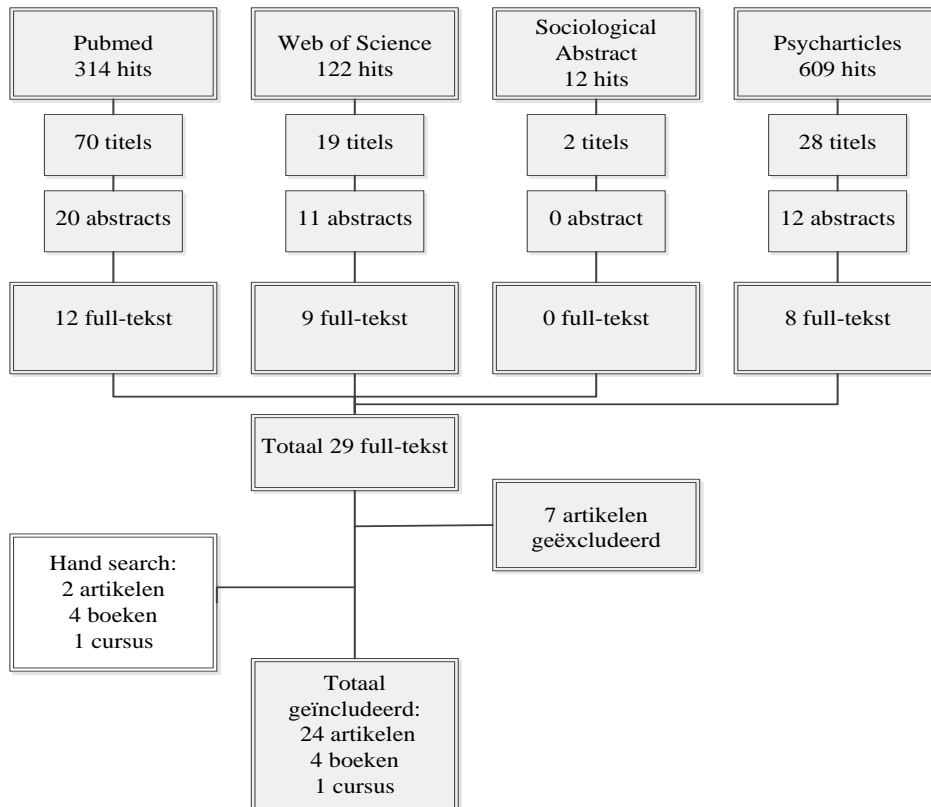 Pubmed
314 hits
Web of Science
122 hits
Sociological
Abstract
12 hits
Psycharticles
609 hits
70 titels
19 titels
2 titels
28 titels
20 abstracts
11 abstracts
0 abstract
12 abstracts
12 full-tekst
9 full-tekst
0 full-tekst
8 full-tekst
Totaal 29 full-tekst
7 artikelen
geëxcludeerd
Hand search:
2 artikelen
4 boeken
1 cursus
Totaal
geïncludeerd:
24 artikelen
4 boeken
1 cursus